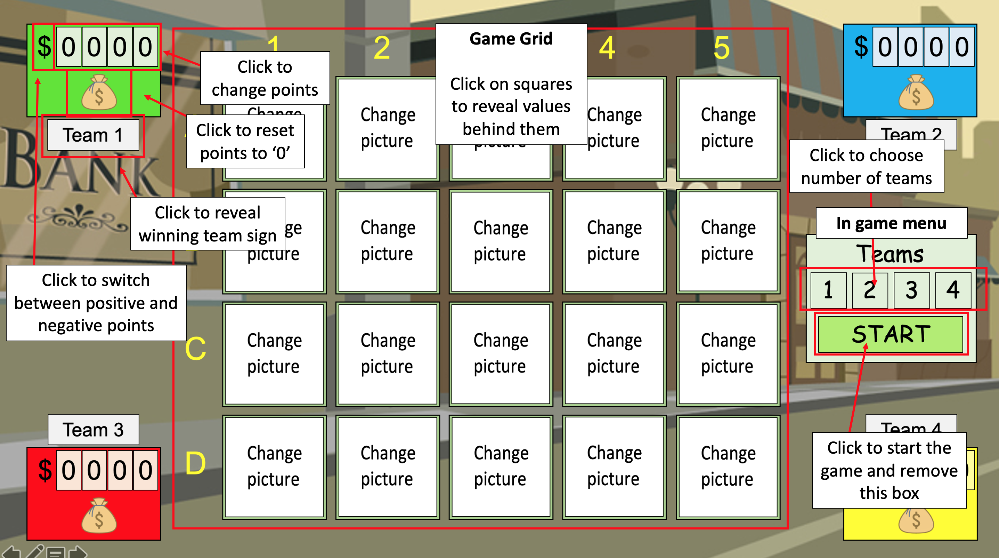 $ 0 0 0 0
Team 1
BANK
Click to
change points
Click to reset
points to ‘0’
Click to reveal
winning team sign
Click to switch
between positive and
negative points
Team 3
$ 0 0 0 0
$
Game Grid
Click on squares
to reveal values
behind them
1 2 4 5
Change
picture
Change
picture
picture
Change
picture
Change
picture
picture
Change
picture
Change
picture
Change
picture
Change
picture
C
Change
picture
Change
picture
Change
picture
Change
picture
Change
picture
D
Change
picture
Change
picture
Change
picture
Change
picture
Change
picture
$ 0 0 0 0
$
Team 2
Click to choose
number of teams
In game menu
Teams
1 2 3 4
START
Team 4
Click to start the
game and remove
this box
$